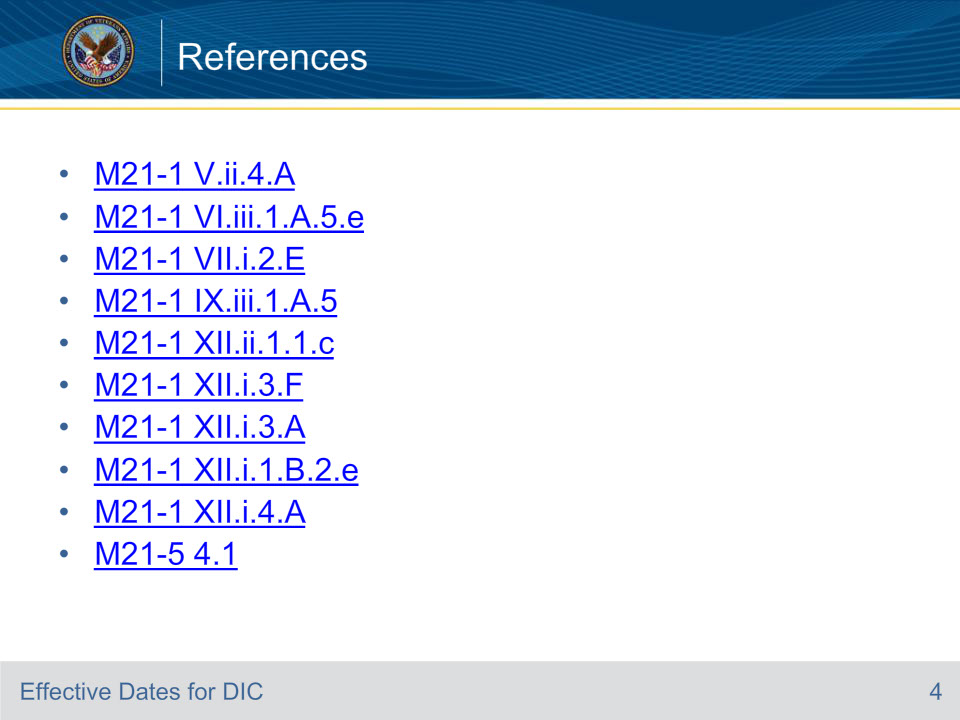 References
• M21-1 V.ii.4.A
• M21-1 VI.iii.1.A.5.e
• M21-1 VII.i.2.E
• M21-1 IX.iii.1.A.5
• M21-1 XII.ii.1.1.c
• M21-1 XII.i.3.F
• M21-1 XII.i.3.A
• M21-1 XII.i.1.B.2.e
• M21-1 XII.i.4.A
• M21-5 4.1
Effective Dates for DIC 4